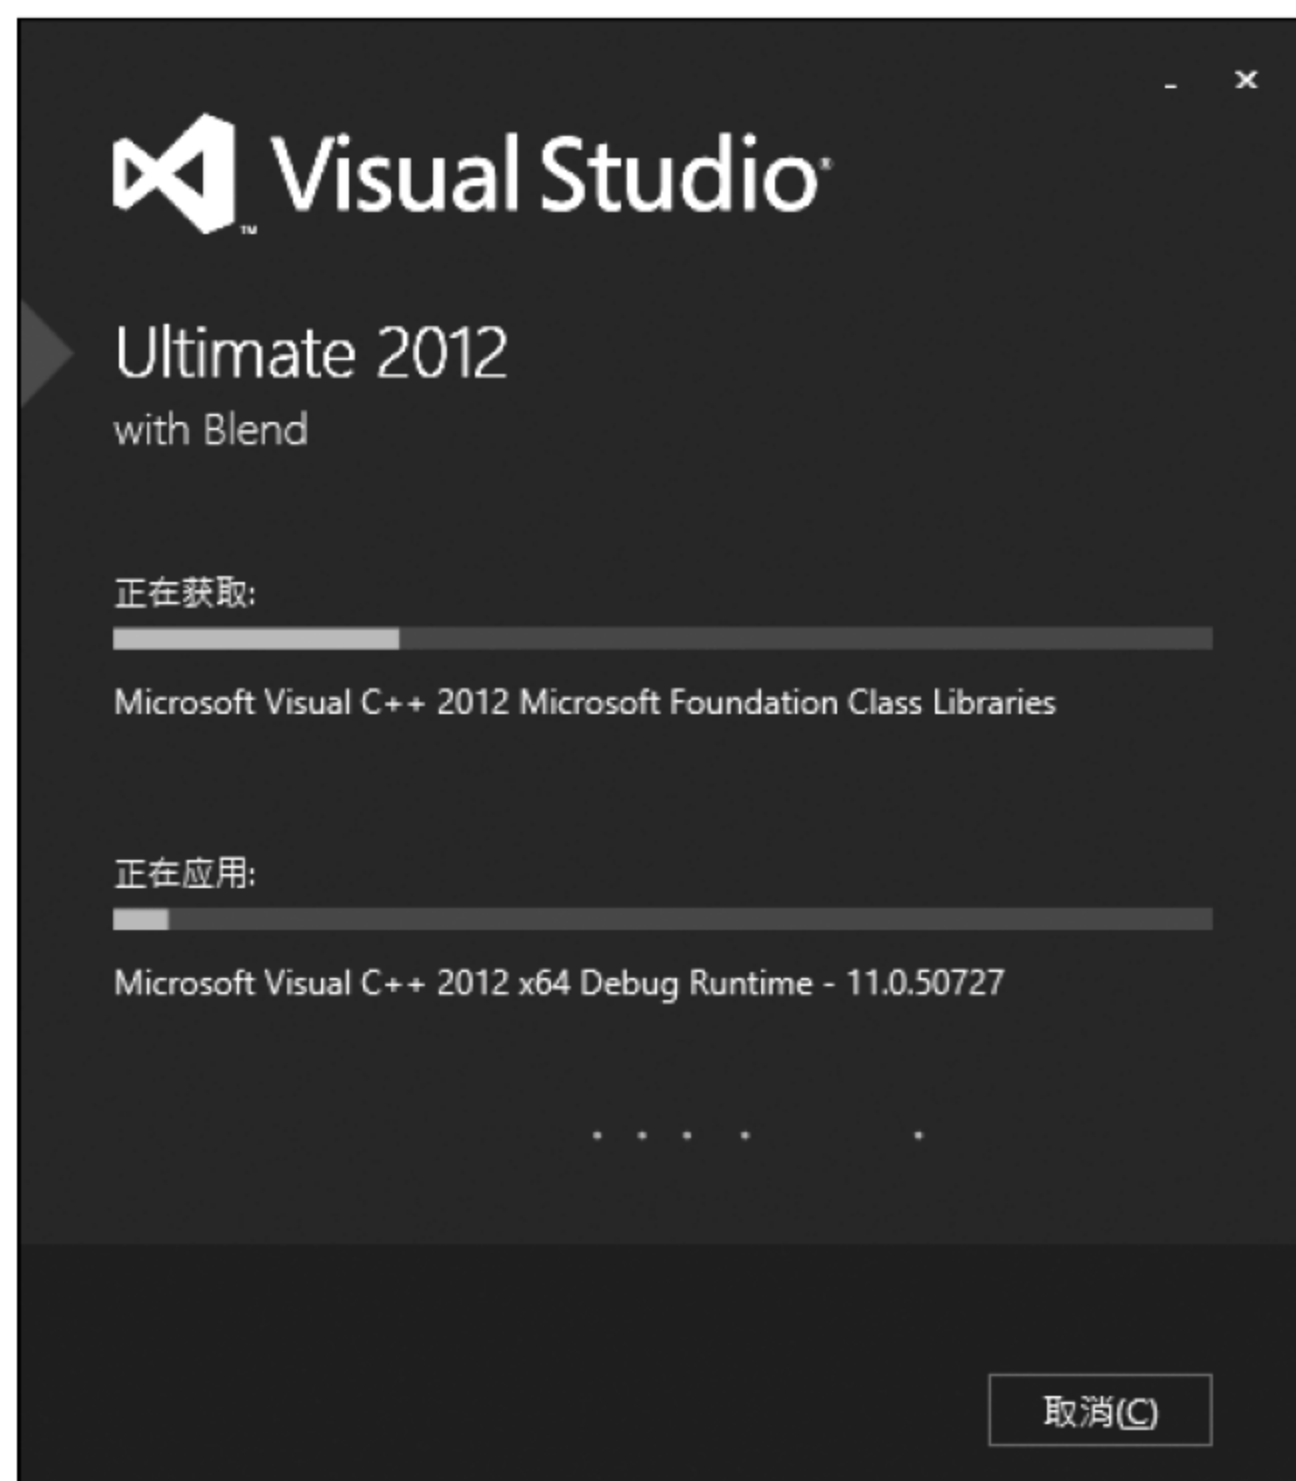 Visual Studio
™
Ultimate 2012
with Blend
正在获取:
Microsoft Visual C++ 2012 Microsoft Foundation Class Libraries
正在应用:
Microsoft Visual C++ 2012 x64 Debug Runtime - 11.0.50727
取消(C)